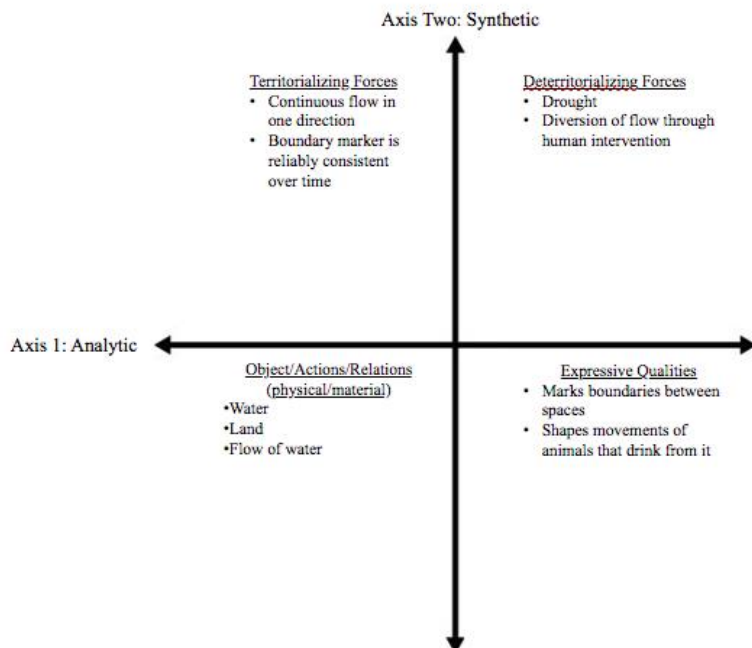 Axis Two: Synthetic
Territorializing Forces
• Continuous flow in
one direction
• Boundary marker is
reliably consistent
over time
Deterritorializing Forces
• Drought
• Diversion of flow through
human intervention
Axis 1: Analytic
Object/Actions/Relations
(physical/material)
•Water
•Land
•Flow of water
Expressive Qualities
• Marks boundaries between
spaces
• Shapes movements of
animals that drink from it